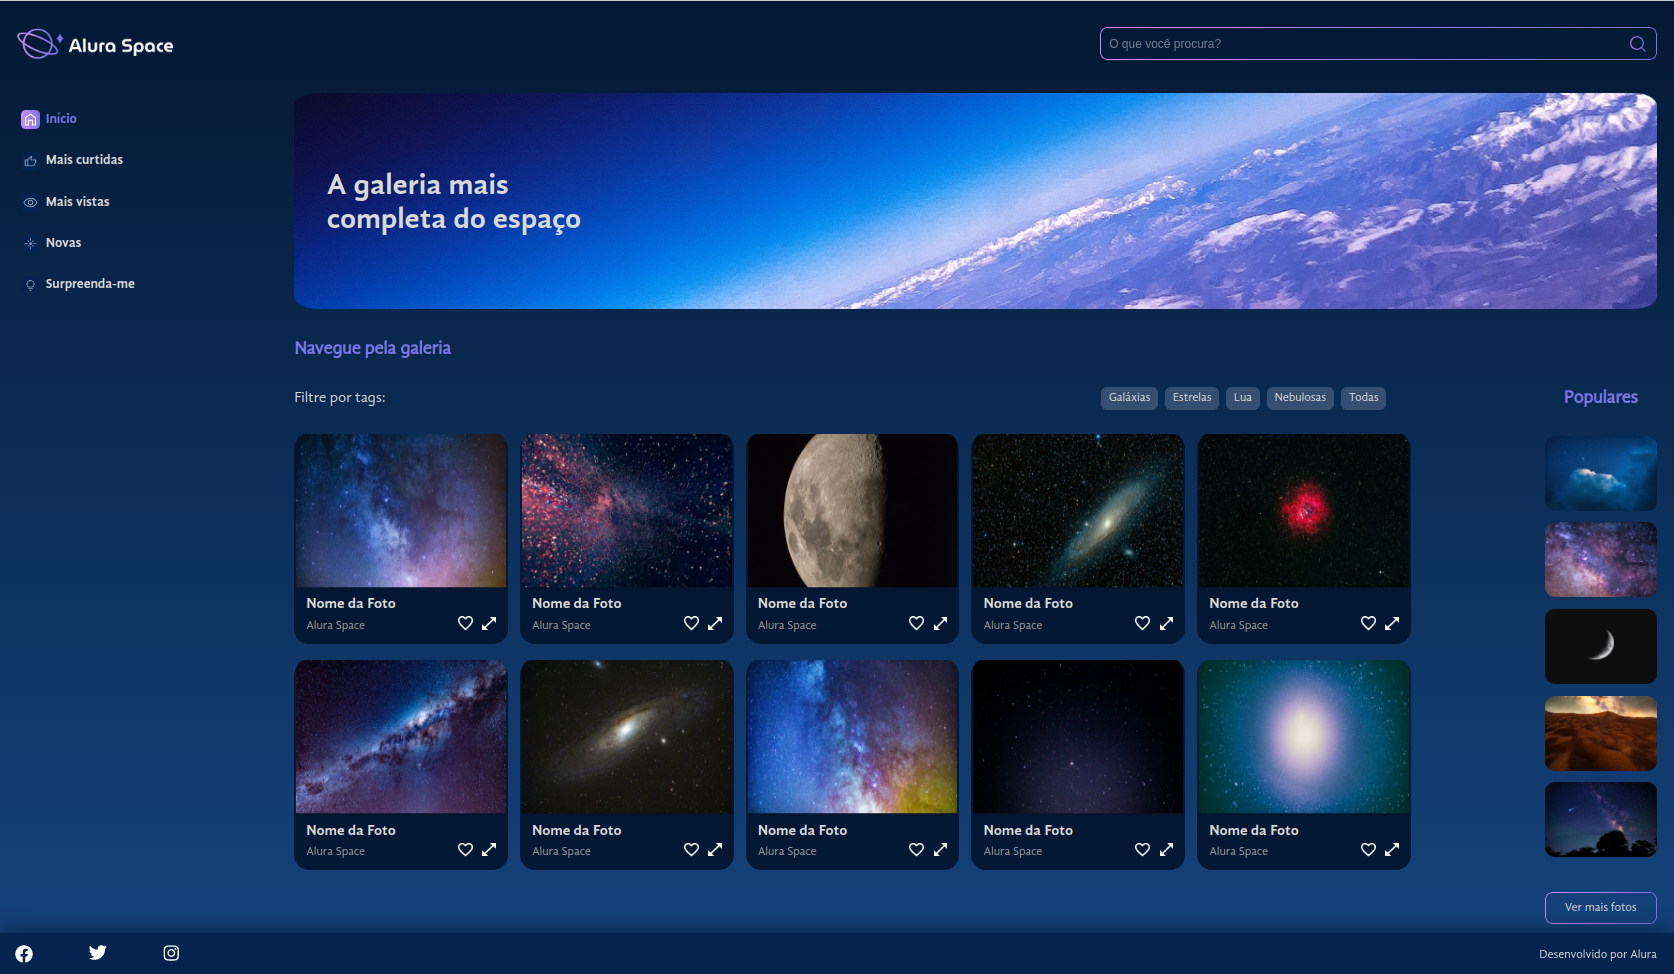 Alura Space
O que você procura?
Início
Mais curtidas
Mais vistas
Novas
Surpreenda-me
A galeria mais
completa do espaço
Navegue pela galeria
Filtre por tags:
Galáxias
Estrelas
Lua
Nebulosas
Todas
Populares
Nome da Foto
Alura Space
Nome da Foto
Alura Space
Nome da Foto
Alura Space
Nome da Foto
Alura Space
Nome da Foto
Alura Space
Nome da Foto
Alura Space
Nome da Foto
Alura Space
Nome da Foto
Alura Space
Nome da Foto
Alura Space
Nome da Foto
Alura Space
Ver mais fotos
Desenvolvido por Alura